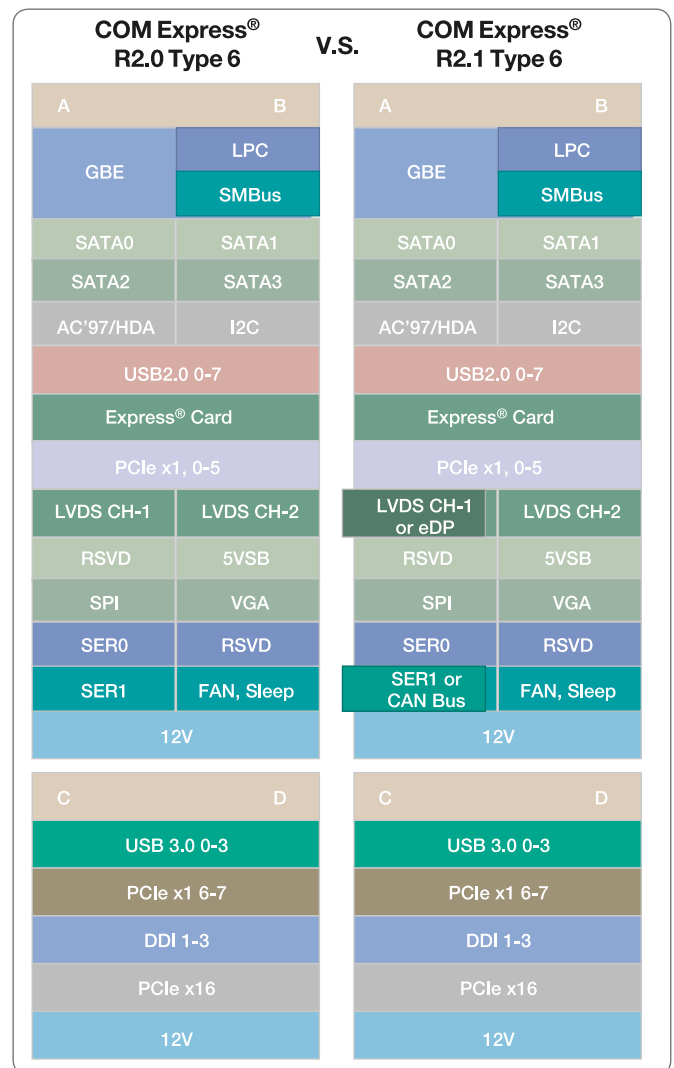 COM Express®
R2.0 Type 6
V.S.
COM Express®
R2.1 Type 6
A B
GBE
LPC
SMBus
SATA0 SATA1
SATA2 SATA3
AC'97/HDA I2C
USB2.0 0-7
Express® Card
PCIe x1, 0-5
LVDS CH-1 LVDS CH-2
RSVD 5VSB
SPI VGA
SER0 RSVD
SER1 FAN, Sleep
12V
C D
USB 3.0 0-3
PCIe x1 6-7
DDI 1-3
PCIe x16
12V
A B
GBE
LPC
SMBus
SATA0 SATA1
SATA2 SATA3
AC'97/HDA I2C
USB2.0 0-7
Express® Card
PCIe x1, 0-5
LVDS CH-1
or eDP
LVDS CH-2
RSVD 5VSB
SPI VGA
SER0 RSVD
SER1 or
CAN Bus
FAN, Sleep
12V
C D
USB 3.0 0-3
PCIe x1 6-7
DDI 1-3
PCIe x16
12V